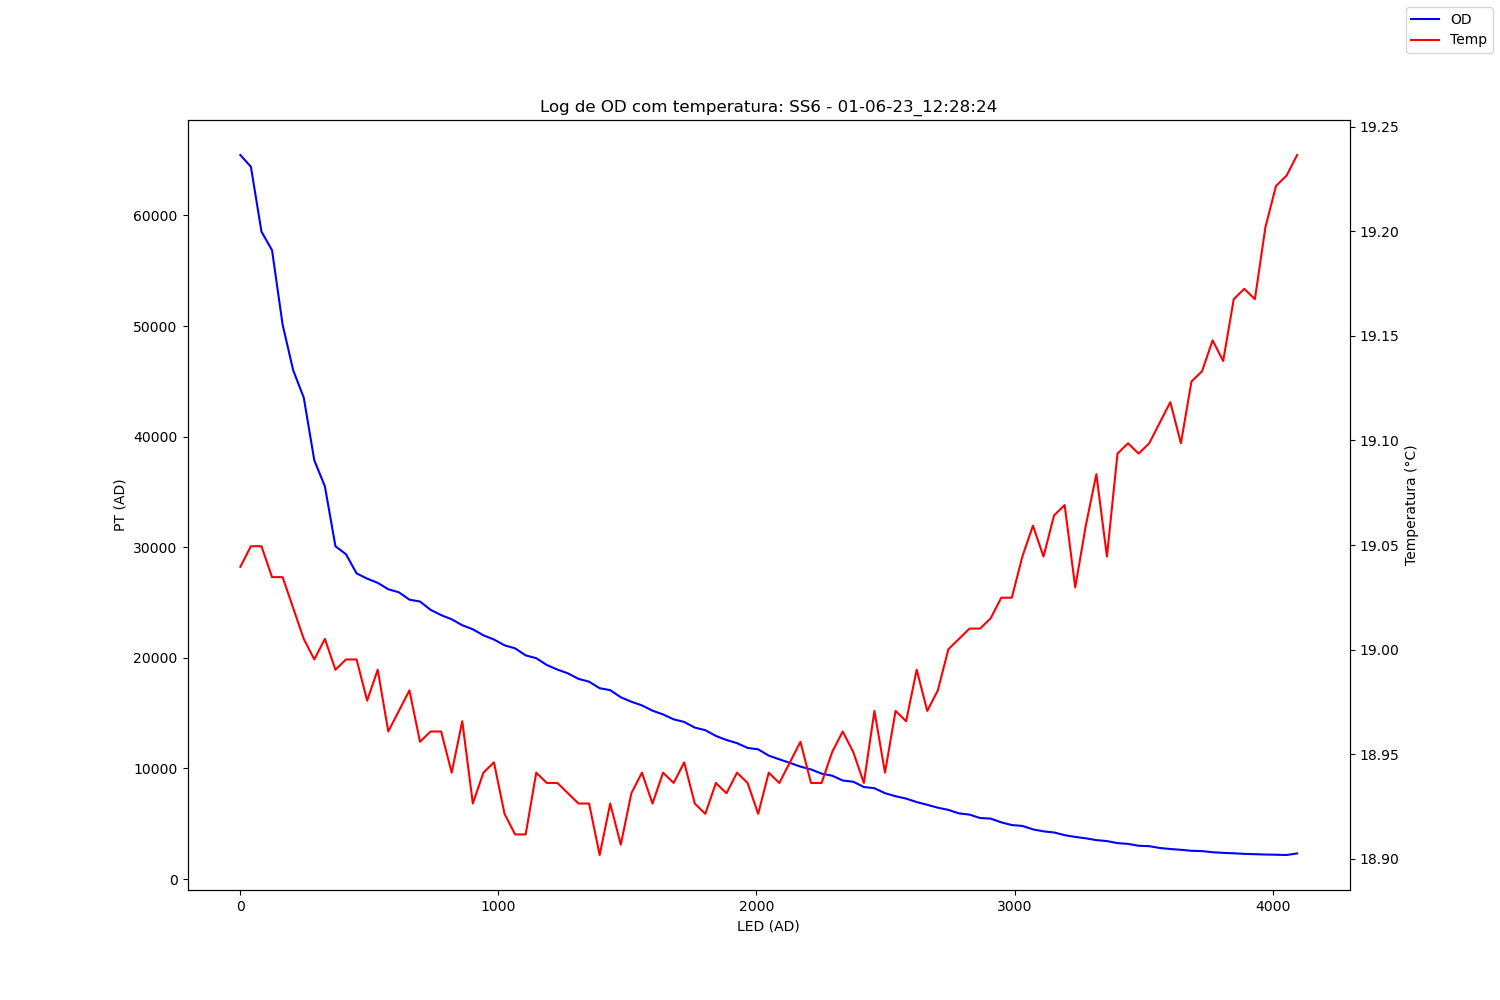 OD
Temp
Log de OD com temperatura: SS6 - 01-06-23_12:28:24
PT (AD)
60000
50000
40000
30000
20000
10000
0
0 1000 2000 3000 4000
LED (AD)
19.25
19.20
19.15
19.10
19.05
19.00
18.95
18.90
Temperatura (°C)